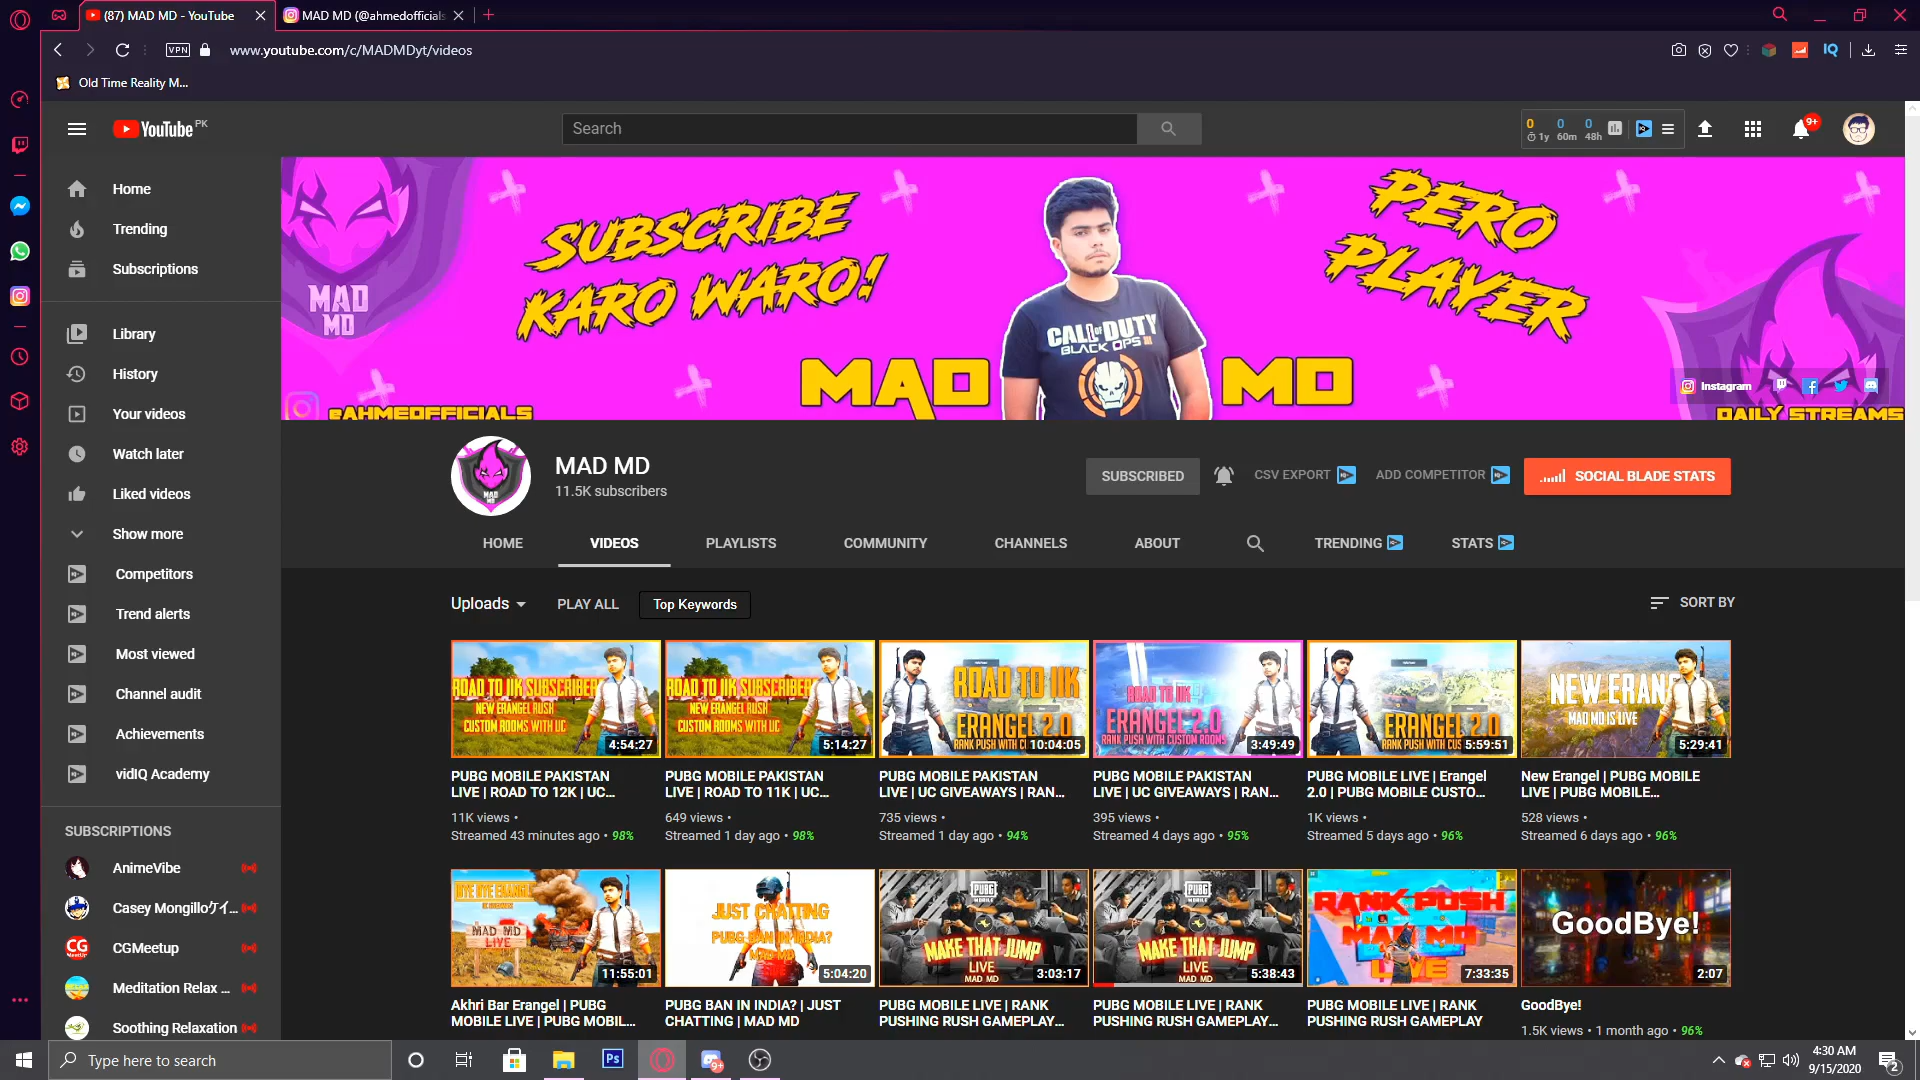 (87) MAD MD - YouTube
MAD MD (@ahmedofficials
VPN
www.youtube.com/c/MADMDyt/videos
IQ
Old Time Reality M...
YouTube PK
Search
0 0 0
1y 60m 48h
9+
Home
Trending
Subscriptions
Library
History
Your videos
Watch later
Liked videos
Show more
Competitors
Trend alerts
Most viewed
Channel audit
Achievements
vidIQ Academy
SUBSCRIPTIONS
AnimeVibe
Casey Mongilloケイ...
CGMeetup
Meditation Relax ...
Soothing Relaxation
MAD
MD
SUBSCRIBE
KARO WARO!
PERO
PLAYER
CALL OF DUTY
BLACK OPS III
MAD MD
@AHMEDOFFICIALS
Instagram
DAILY STREAMS
MAD MD
11.5K subscribers
SUBSCRIBED
CSV EXPORT
ADD COMPETITOR
SOCIAL BLADE STATS
HOME
VIDEOS
PLAYLISTS
COMMUNITY
CHANNELS
ABOUT
TRENDING
STATS
Uploads
PLAY ALL
Top Keywords
SORT BY
ROAD TO 11K SUBSCRIBER
NEW ERANGEL RUSH
CUSTOM ROOMS WITH UC
4:54:27
PUBG MOBILE PAKISTAN
LIVE | ROAD TO 12K | UC...
11K views •
Streamed 43 minutes ago • 98%
ROAD TO 11K SUBSCRIBER
NEW ERANGEL RUSH
CUSTOM ROOMS WITH UC
5:14:27
PUBG MOBILE PAKISTAN
LIVE | ROAD TO 11K | UC...
649 views •
Streamed 1 day ago • 98%
ROAD TO 11K
ERANGEL 2.0
RANK PUSH WITH C
10:04:05
PUBG MOBILE PAKISTAN
LIVE | UC GIVEAWAYS | RAN...
735 views •
Streamed 1 day ago • 94%
ROAD TO 11K
ERANGEL 2.0
RANK PUSH WITH CUSTOM ROOMS
3:49:49
PUBG MOBILE PAKISTAN
LIVE | UC GIVEAWAYS | RAN...
395 views •
Streamed 4 days ago • 95%
ERANGEL 2.0
RANK PUSH WITH CUS
5:59:51
PUBG MOBILE LIVE | Erangel
2.0 | PUBG MOBILE CUSTO...
1K views •
Streamed 5 days ago • 96%
NEW ERANG
MAD MD IS LIVE
5:29:41
New Erangel | PUBG MOBILE
LIVE | PUBG MOBILE...
528 views •
Streamed 6 days ago • 96%
BYE BYE ERANGEL
MAD MD
LIVE
11:55:01
Akhri Bar Erangel | PUBG
MOBILE LIVE | PUBG MOBIL...
JUST CHATTING
PUBG BAN IN INDIA?
MAD MD
5:04:20
PUBG BAN IN INDIA? | JUST
CHATTING | MAD MD
PUBG
MOBILE
MAKE THAT JUMP
LIVE
MAD MD
3:03:17
PUBG MOBILE LIVE | RANK
PUSHING RUSH GAMEPLAY...
PUBG
MOBILE
MAKE THAT JUMP
LIVE
MAD MD
5:38:43
PUBG MOBILE LIVE | RANK
PUSHING RUSH GAMEPLAY...
RANK PUSH
MAD MD
LIVE
7:33:35
PUBG MOBILE LIVE | RANK
PUSHING RUSH GAMEPLAY
GoodBye!
2:07
GoodBye!
1.5K views • 1 month ago • 96%
Type here to search
Ps
9+
4:30 AM
9/15/2020
2